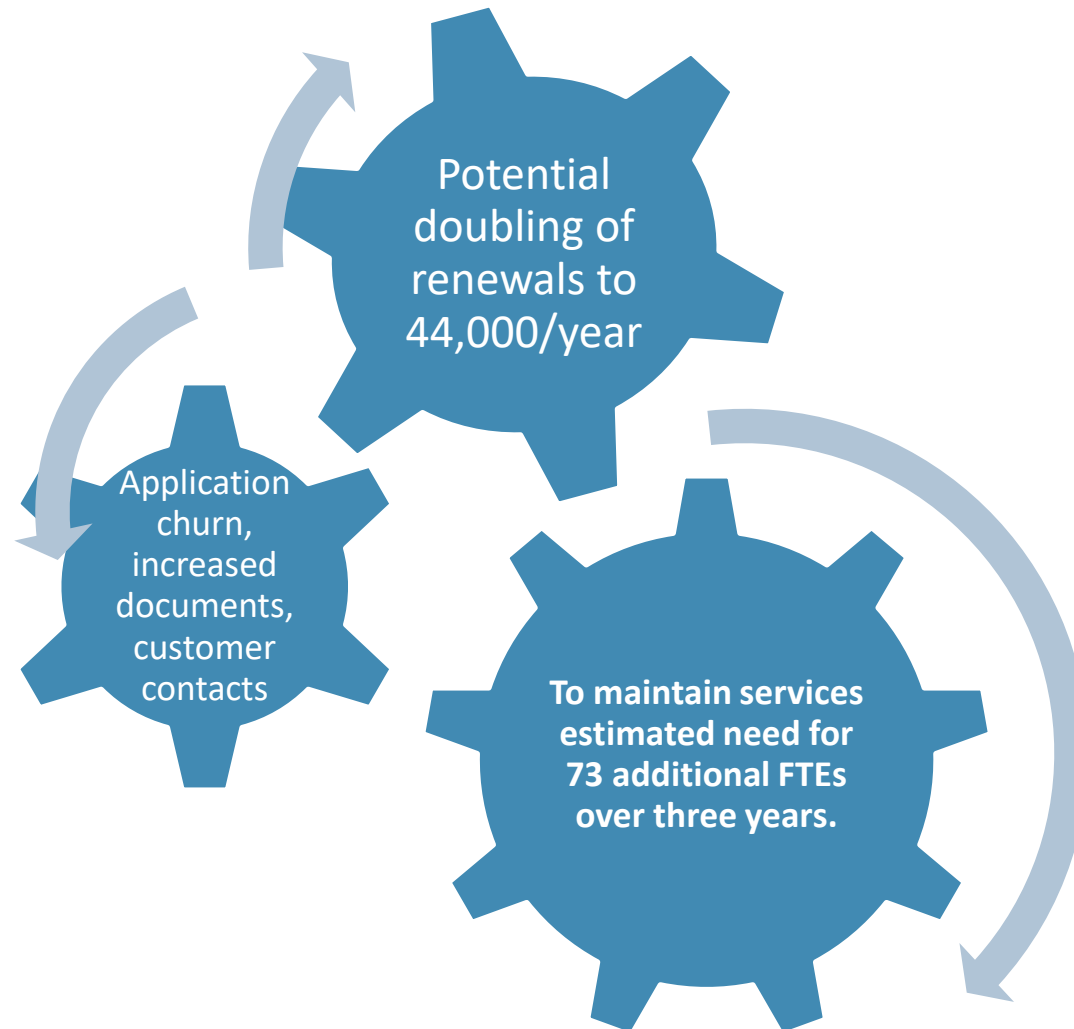 Potential
doubling of
renewals to
44,000/year
Application
churn,
increased
documents,
customer
contacts
To maintain services
estimated need for
73 additional FTEs
over three years.